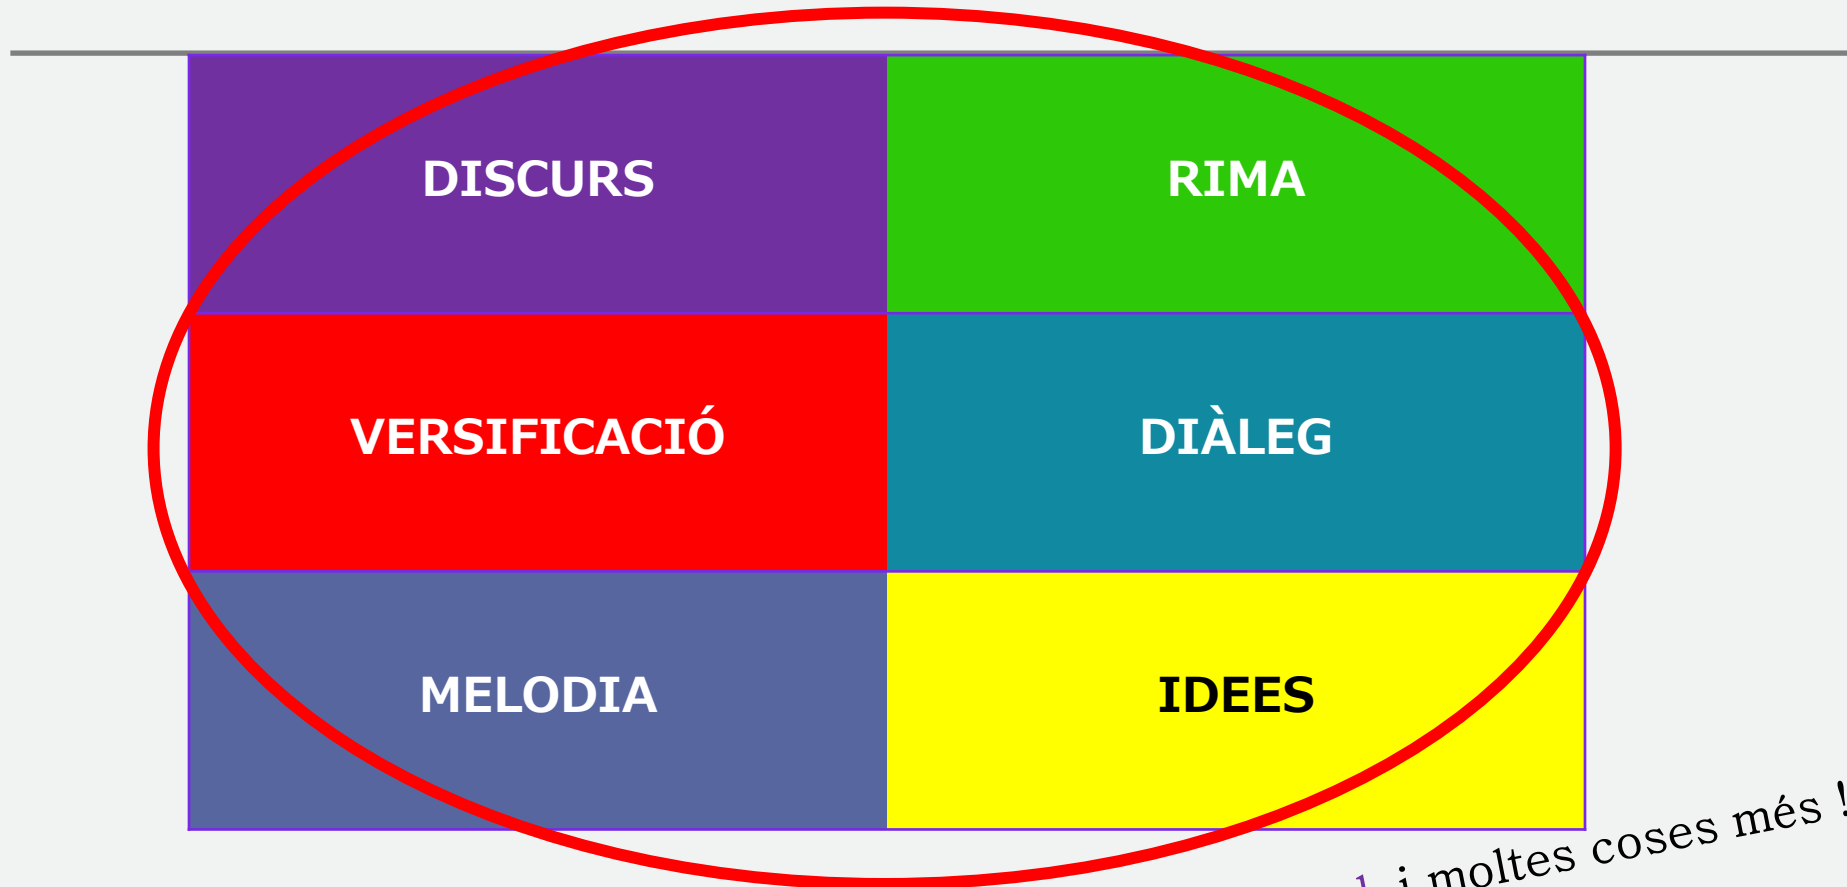 DISCURS
RIMA
VERSIFICACIÓ
DIÀLEG
MELODIA
IDEES
i moltes coses més !